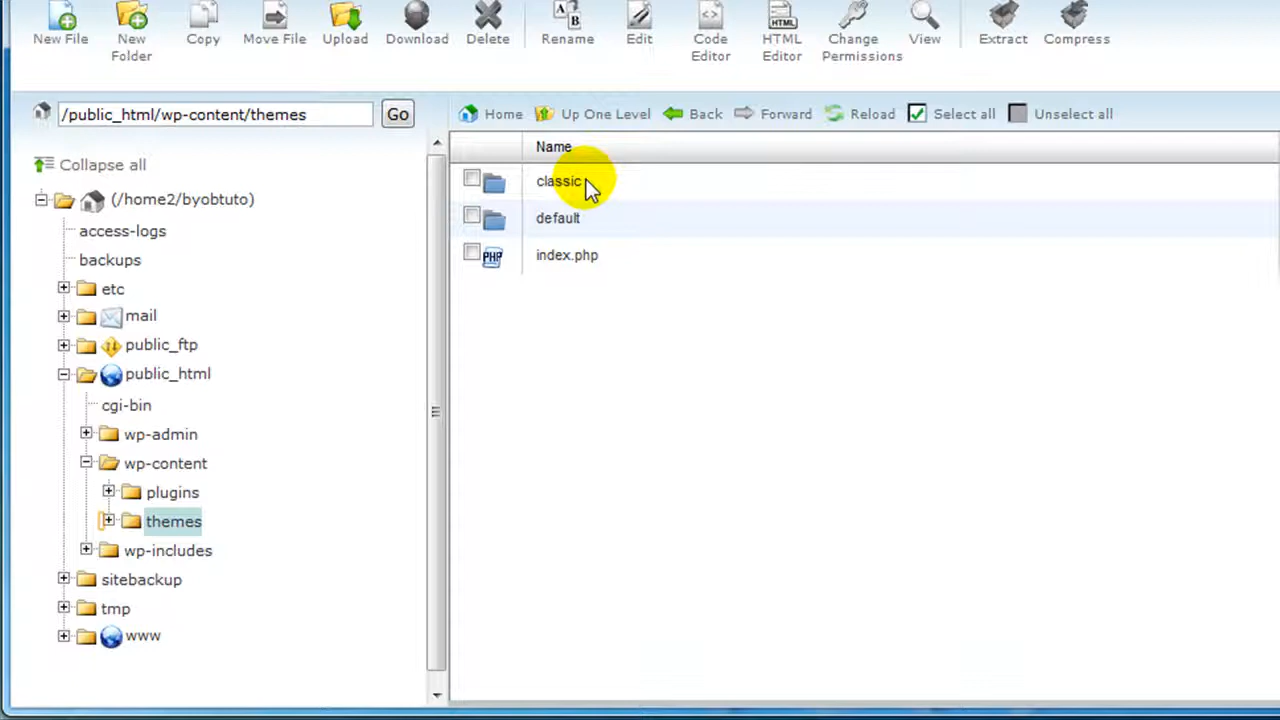 New File
New Folder
Copy
Move File
Upload
Download
Delete
Rename
Edit
Code Editor
HTML Editor
Change Permissions
View
Extract
Compress
/public_html/wp-content/themes
Go
Home
Up One Level
Back
Forward
Reload
Select all
Unselect all
Collapse all
(/home2/byobtuto)
access-logs
backups
etc
mail
public_ftp
public_html
cgi-bin
wp-admin
wp-content
plugins
themes
wp-includes
sitebackup
tmp
www
Name
classic
default
PHP index.php